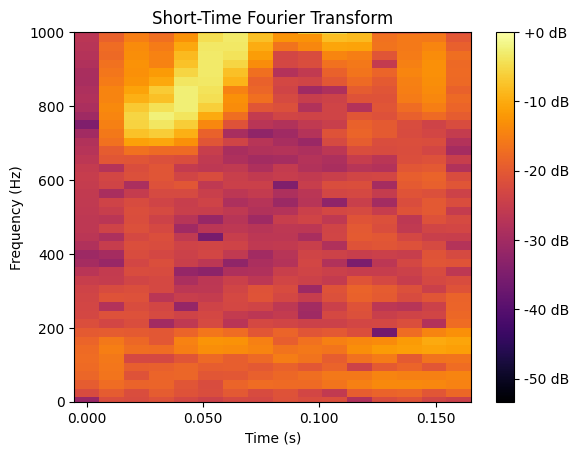 Short-Time Fourier Transform
1000
800
600
400
200
0
Frequency (Hz)
0.000
0.050
0.100
0.150
Time (s)
+0 dB
-10 dB
-20 dB
-30 dB
-40 dB
-50 dB